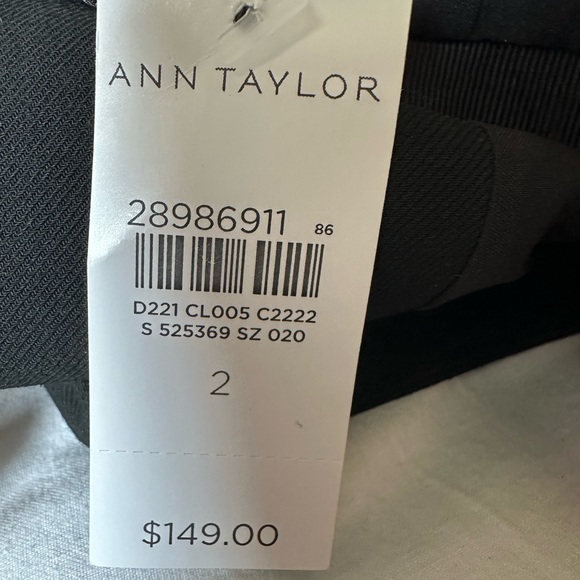 ANN TAYLOR
28986911 86
D221 CL005 C2222
S 525369 SZ 020
2
$149.00